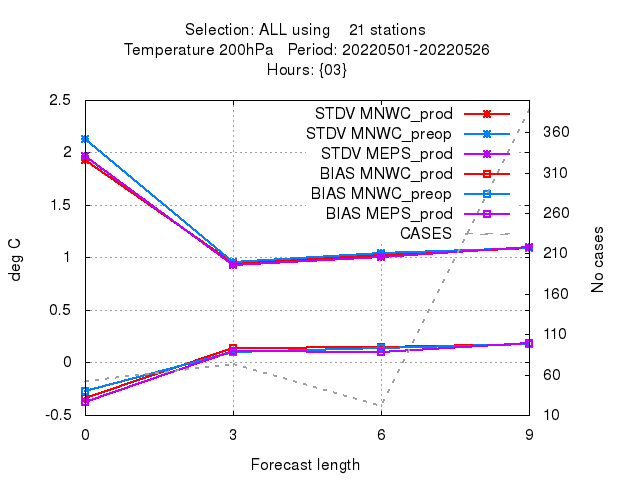 Selection: ALL using    21 stations
Temperature 200hPa   Period: 20220501-20220526
Hours: {03}
STDV MNWC_prod
STDV MNWC_preop
STDV MEPS_prod
BIAS MNWC_prod
BIAS MNWC_preop
BIAS MEPS_prod
CASES
deg C
2.5
2
1.5
1
0.5
0
-0.5
No cases
360
310
260
210
160
110
60
10
0 3 6 9
Forecast length